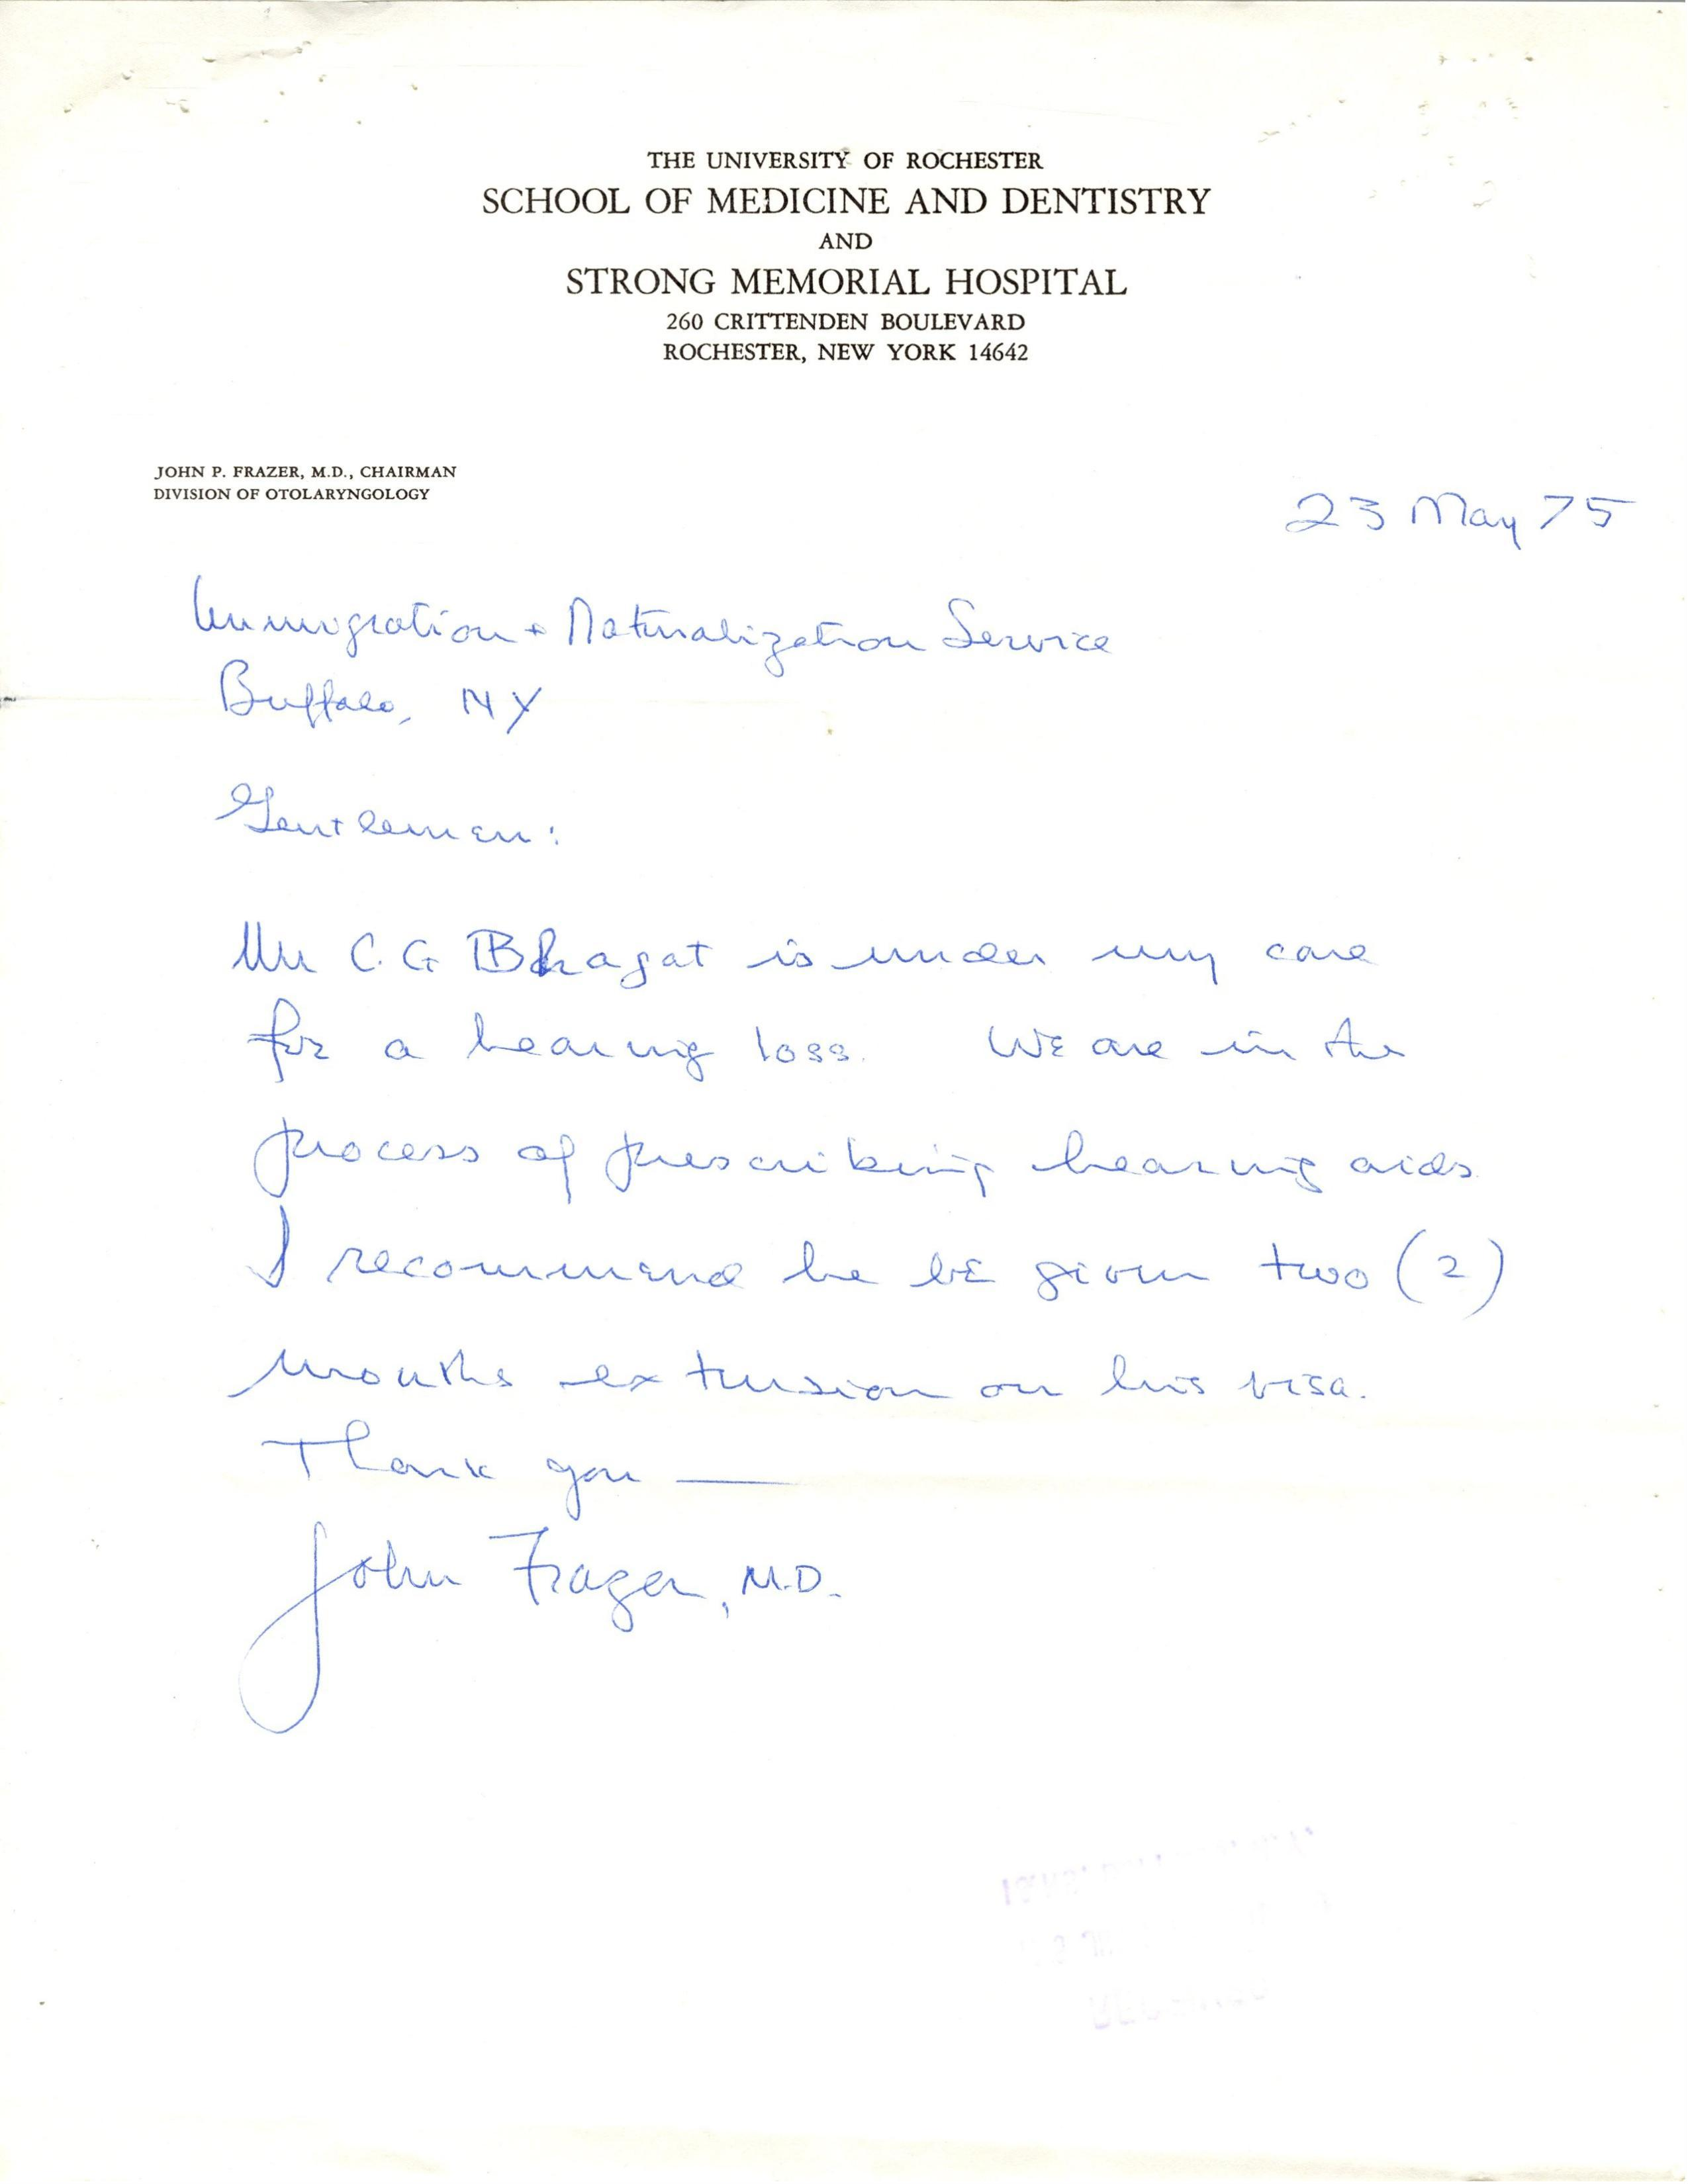 THE UNIVERSITY OF ROCHESTER
SCHOOL OF MEDICINE AND DENTISTRY
AND
STRONG MEMORIAL HOSPITAL
260 CRITTENDEN BOULEVARD
ROCHESTER, NEW YORK 14642
JOHN P. FRAZER, M.D., CHAIRMAN
DIVISION OF OTOLARYNGOLOGY
23 May 75
Immigration + Naturalization Service
Buffalo, NY
Gentlemen:
Mr C. G Bhagat is under my care
for a hearing loss. We are in the
process of prescribing hearing aids
I recommend he be given two (2)
months extension on his visa.
Thank you —
John Frazer, M.D.